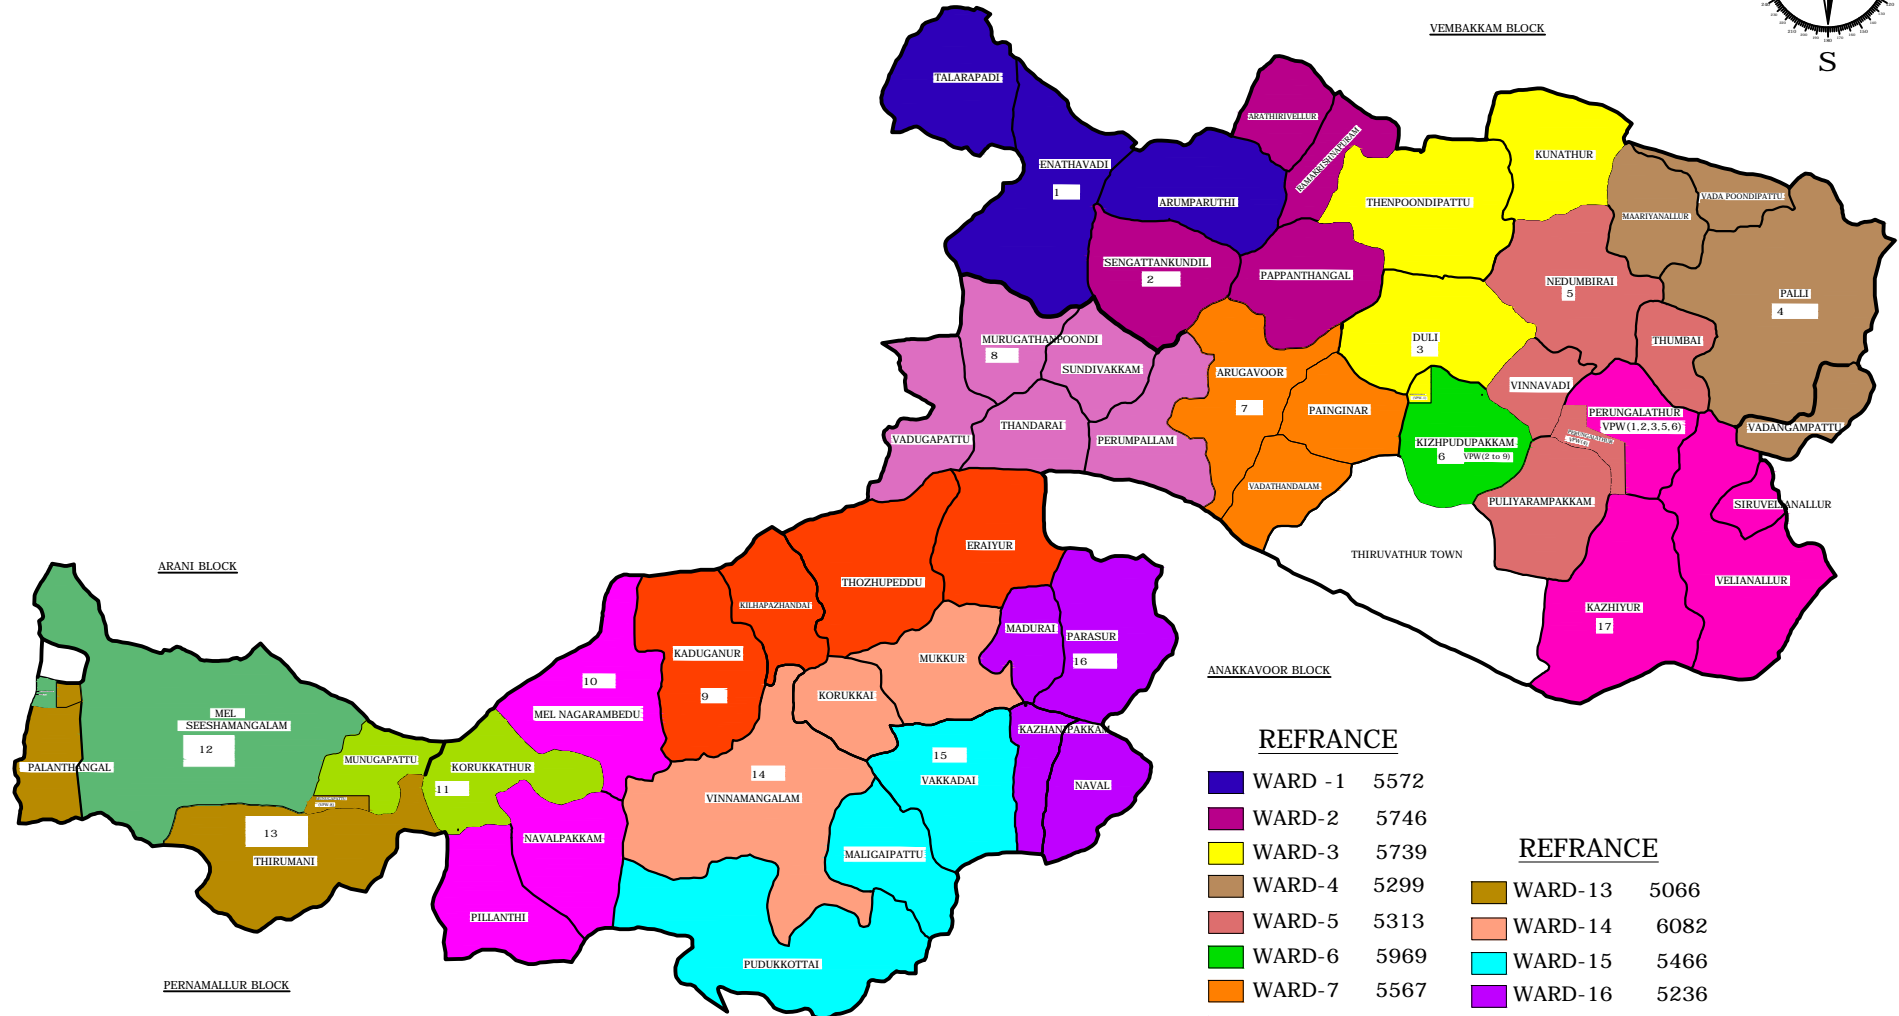 VEMBAKKAM BLOCK
S
TALARAPADI
ARATHIRIVELLUR
RAMAKRISHNAPURAM
KUNATHUR
ENATHAVADI
1
ARUMPARUTHI
THENPOONDIPATTU
VADA POONDIPATTU
MAARIYANALLUR
SENGATTANKUNDIL
2
PAPPANTHANGAL
NEDUMBIRAI
5
PALLI
4
MURUGATHANPOONDI
8
SUNDIVAKKAM
DULI
3
THUMBAI
ARUGAVOOR
7
PAINGINAR
VINNAVADI
PERUNGALATHUR
VPW(1,2,3,5,6)
VADUGAPATTU
THANDARAI
PERUMPALLAM
KIZHPUDUPAKKAM
6 VPW(2 to 9)
PERUNGALATHUR
VADANGAMPATTU
VADATHANDALAM
PULIYARAMPAKKAM
SIRUVELIANALLUR
ERAIYUR
THIRUVATHUR TOWN
ARANI BLOCK
THOZHUPEDDU
VELIANALLUR
KILHAPAZHANDAI
KAZHIYUR
17
MADURAI
PARASUR
16
KADUGANUR
9
MUKKUR
ANAKKAVOOR BLOCK
10
MEL NAGARAMBEDU
KORUKKAI
MEL
SEESHAMANGALAM
12
KAZHANIPAKKAM
MUNUGAPATTU
KORUKKATHUR
11
PALANTHANGAL
14
VINNAMANGALAM
15
VAKKADAI
NAVAL
13
THIRUMANI
NAVALPAKKAM
MALIGAIPATTU
PILLANTHI
PUDUKKOTTAI
PERNAMALLUR BLOCK
REFRANCE
WARD -1 5572
WARD-2 5746
WARD-3 5739
WARD-4 5299
WARD-5 5313
WARD-6 5969
WARD-7 5567
REFRANCE
WARD-13 5066
WARD-14 6082
WARD-15 5466
WARD-16 5236